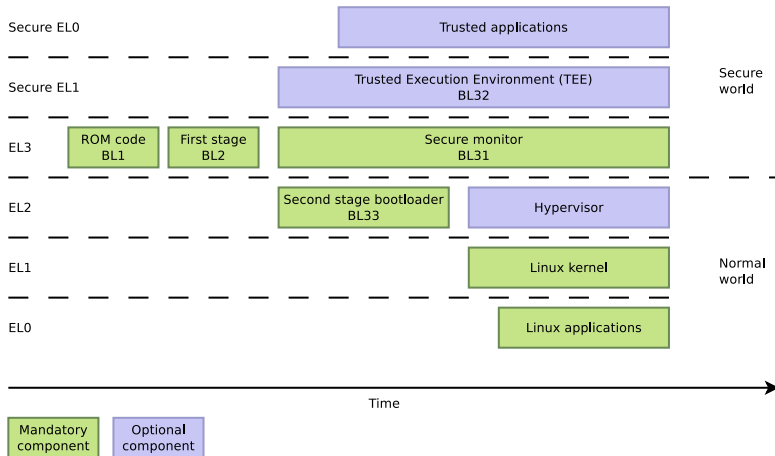 Secure EL0
Trusted applications
Secure EL1
Trusted Execution Environment (TEE)
BL32
Secure
world
EL3
ROM code
BL1
First stage
BL2
Secure monitor
BL31
EL2
Second stage bootloader
BL33
Hypervisor
EL1
Linux kernel
Normal
world
EL0
Linux applications
Time
Mandatory
component
Optional
component